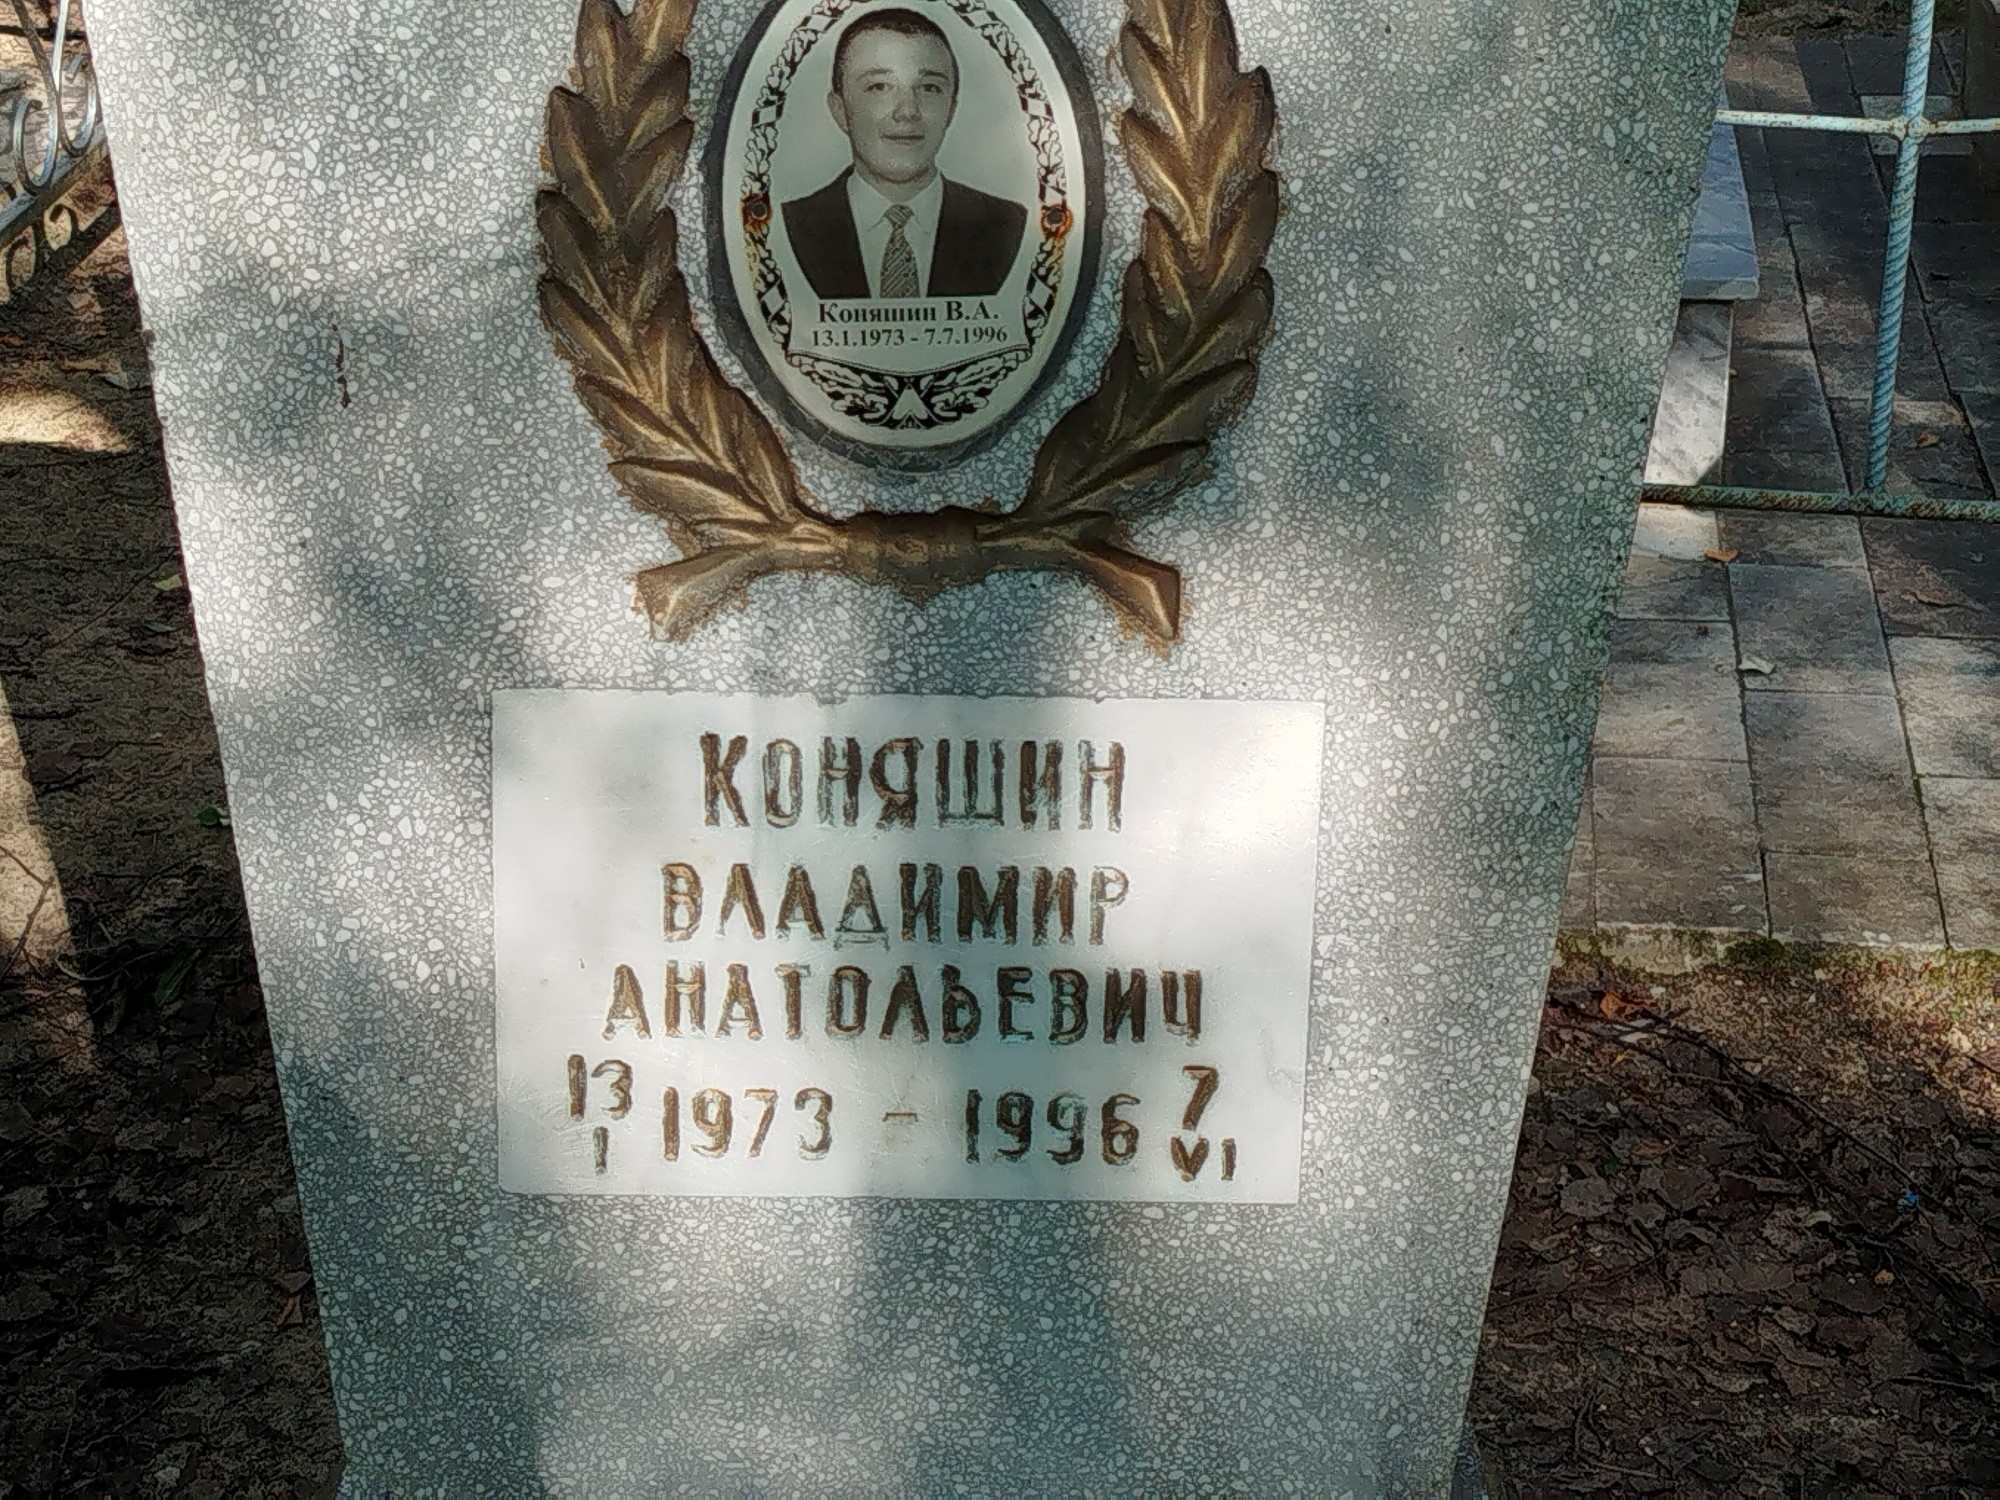 Коняшин В.А.
13.1.1973 - 7.7.1996
КОНЯШИН
ВЛАДИМИР
АНАТОЛЬЕВИЧ
13 I 1973 - 1996 7 VI